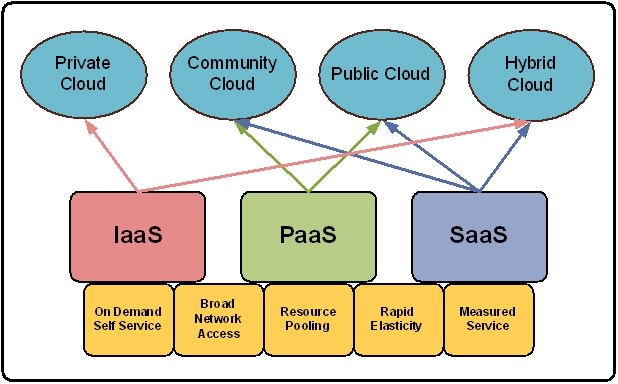 Private
Cloud
Community
Cloud
Public Cloud
Hybrid
Cloud
IaaS
PaaS
SaaS
On Demand
Self Service
Broad
Network
Access
Resource
Pooling
Rapid
Elasticity
Measured
Service